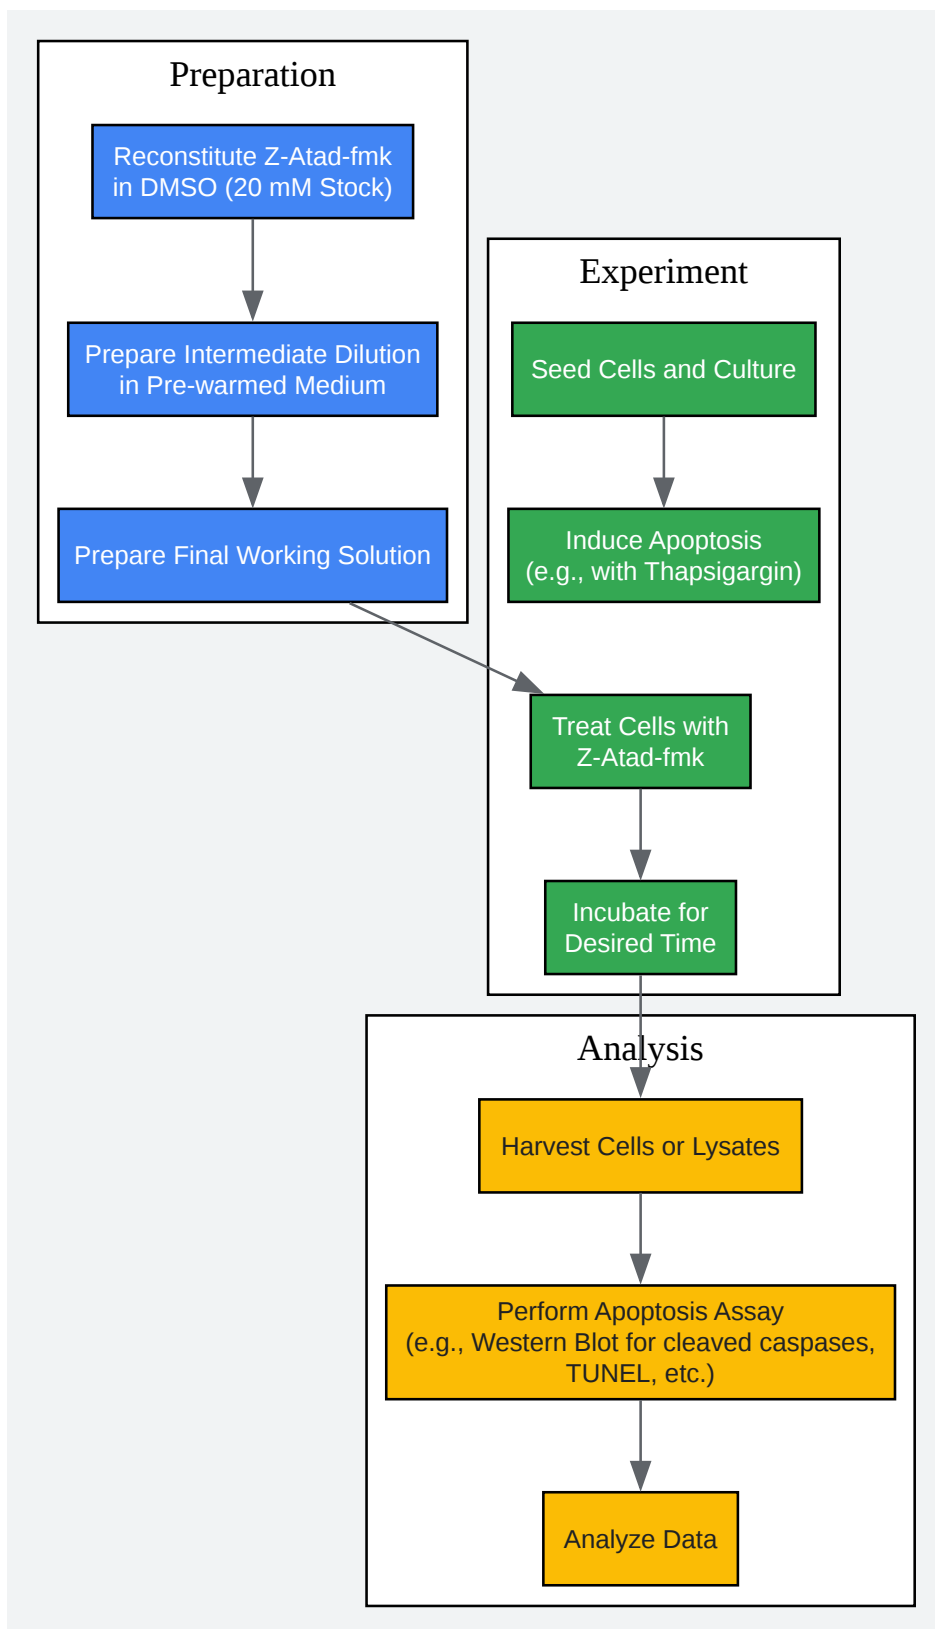 Preparation
Reconstitute Z-Atad-fmk
in DMSO (20 mM Stock)
Prepare Intermediate Dilution
in Pre-warmed Medium
Prepare Final Working Solution
Experiment
Seed Cells and Culture
Induce Apoptosis
(e.g., with Thapsigargin)
Treat Cells with
Z-Atad-fmk
Incubate for
Desired Time
Analysis
Harvest Cells or Lysates
Perform Apoptosis Assay
(e.g., Western Blot for cleaved caspases,
TUNEL, etc.)
Analyze Data